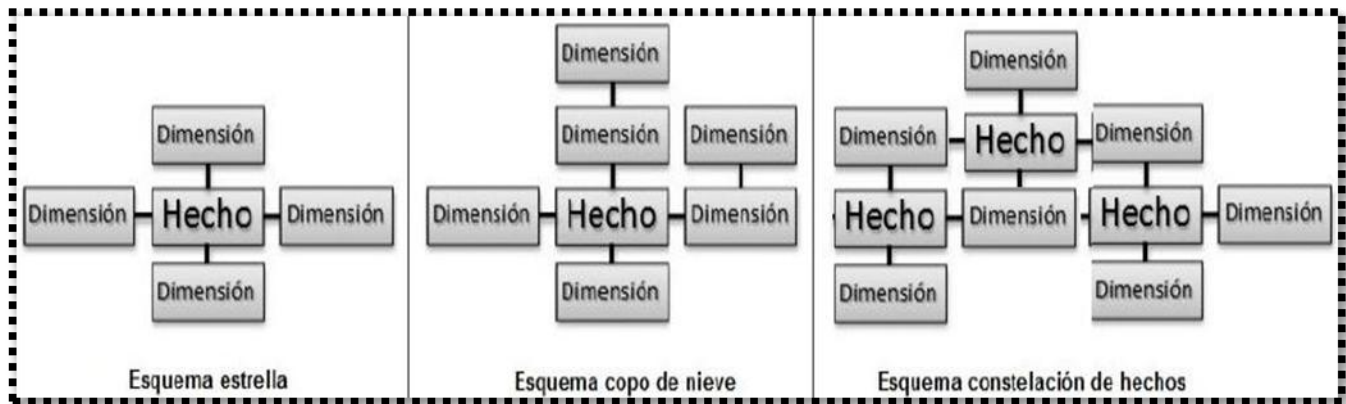 Dimensión
Dimensión Hecho Dimensión
Dimensión
Esquema estrella
Dimensión
Dimensión Dimensión
Dimensión Hecho Dimensión
Dimensión
Esquema copo de nieve
Dimensión
Dimensión Hecho Dimensión
Hecho Dimensión Hecho Dimensión
Dimensión Dimensión
Esquema constelación de hechos